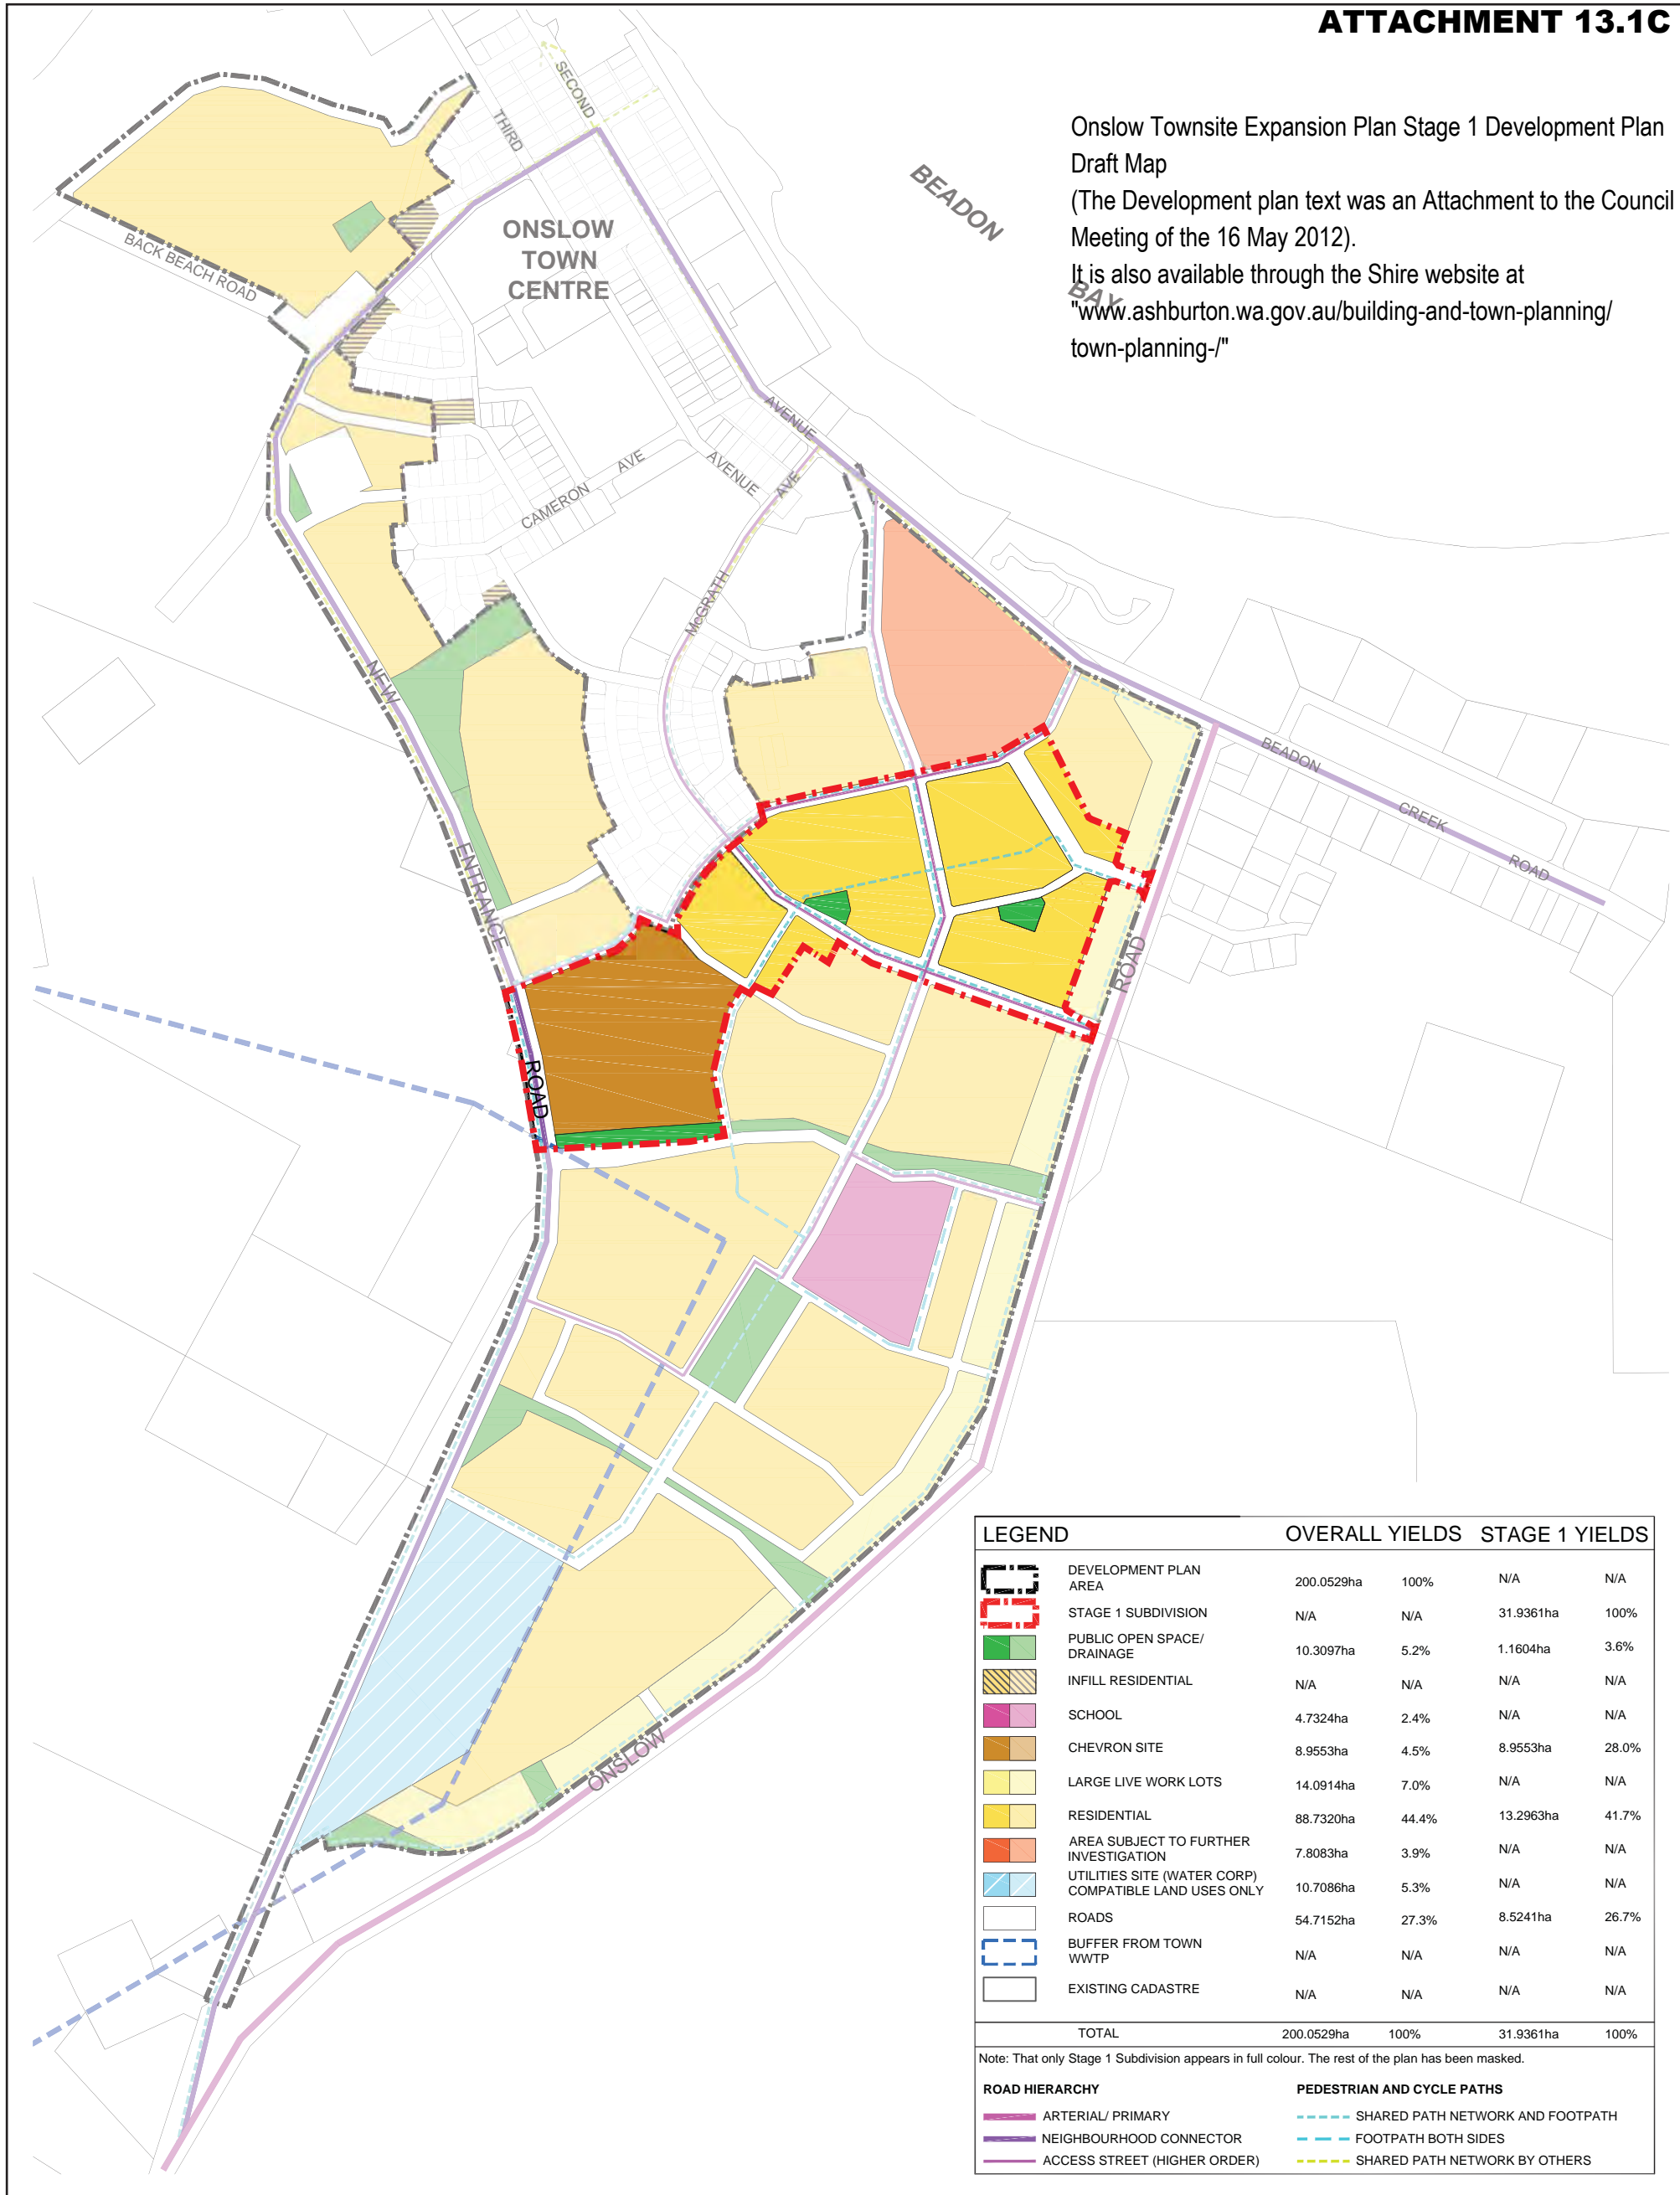 ATTACHMENT 13.1C
Onslow Townsite Expansion Plan Stage 1 Development Plan
Draft Map
(The Development plan text was an Attachment to the Council
Meeting of the 16 May 2012).
It is also available through the Shire website at
"www.ashburton.wa.gov.au/building-and-town-planning/
town-planning-/"
BEADON
BAY
SECOND
THIRD
ONSLOW
TOWN
CENTRE
BACK BEACH ROAD
AVENUE
AVE
AVENUE
AVE
CAMERON
McGRATH
NEW
ENTRANCE
ROAD
BEADON
CREEK
ROAD
ROAD
ONSLOW
LEGEND OVERALL YIELDS STAGE 1 YIELDS
DEVELOPMENT PLAN
AREA 200.0529ha 100% N/A N/A
STAGE 1 SUBDIVISION N/A N/A 31.9361ha 100%
PUBLIC OPEN SPACE/
DRAINAGE 10.3097ha 5.2% 1.1604ha 3.6%
INFILL RESIDENTIAL N/A N/A N/A N/A
SCHOOL 4.7324ha 2.4% N/A N/A
CHEVRON SITE 8.9553ha 4.5% 8.9553ha 28.0%
LARGE LIVE WORK LOTS 14.0914ha 7.0% N/A N/A
RESIDENTIAL 88.7320ha 44.4% 13.2963ha 41.7%
AREA SUBJECT TO FURTHER
INVESTIGATION 7.8083ha 3.9% N/A N/A
UTILITIES SITE (WATER CORP)
COMPATIBLE LAND USES ONLY 10.7086ha 5.3% N/A N/A
ROADS 54.7152ha 27.3% 8.5241ha 26.7%
BUFFER FROM TOWN
WWTP N/A N/A N/A N/A
EXISTING CADASTRE N/A N/A N/A N/A
TOTAL 200.0529ha 100% 31.9361ha 100%
Note: That only Stage 1 Subdivision appears in full colour. The rest of the plan has been masked.
ROAD HIERARCHY PEDESTRIAN AND CYCLE PATHS
ARTERIAL/ PRIMARY SHARED PATH NETWORK AND FOOTPATH
NEIGHBOURHOOD CONNECTOR FOOTPATH BOTH SIDES
ACCESS STREET (HIGHER ORDER) SHARED PATH NETWORK BY OTHERS